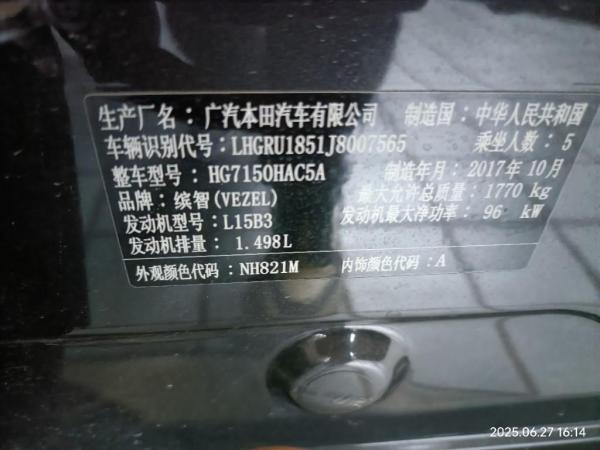 生产厂名：广汽本田汽车有限公司 制造国：中华人民共和国
车辆识别代号：LHGRU1851J8007565 乘坐人数：5
整车型号：HG7150HAC5A 制造年月：2017年10月
品牌：缤智(VEZEL) 最大允许总质量：1770 kg
发动机型号：L15B3 发动机最大净功率：96 kW
发动机排量：1.498L
外观颜色代码：NH821M 内饰颜色代码：A
2025.06.27 16:14